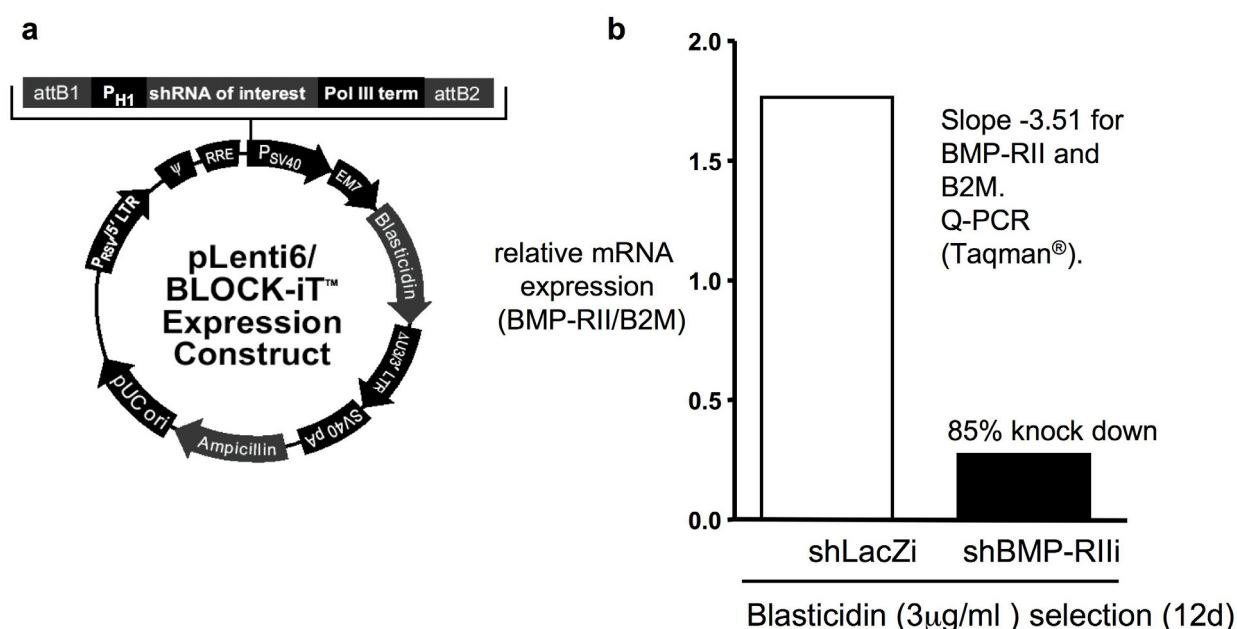 a
attB1 PH1 shRNA of interest Pol III term attB2
PRSV/5' LTR
Ψ
RRE
PSV40
EM7
Blasticidin
ΔU3/3' LTR
SV40 pA
Ampicillin
pUC ori
pLenti6/
BLOCK-iT™
Expression
Construct
b
relative mRNA
expression
(BMP-RII/B2M)
2.0
1.5
1.0
0.5
0.0
Slope -3.51 for
BMP-RII and
B2M.
Q-PCR
(Taqman®).
85% knock down
shLacZi shBMP-RIIi
Blasticidin (3μg/ml ) selection (12d)